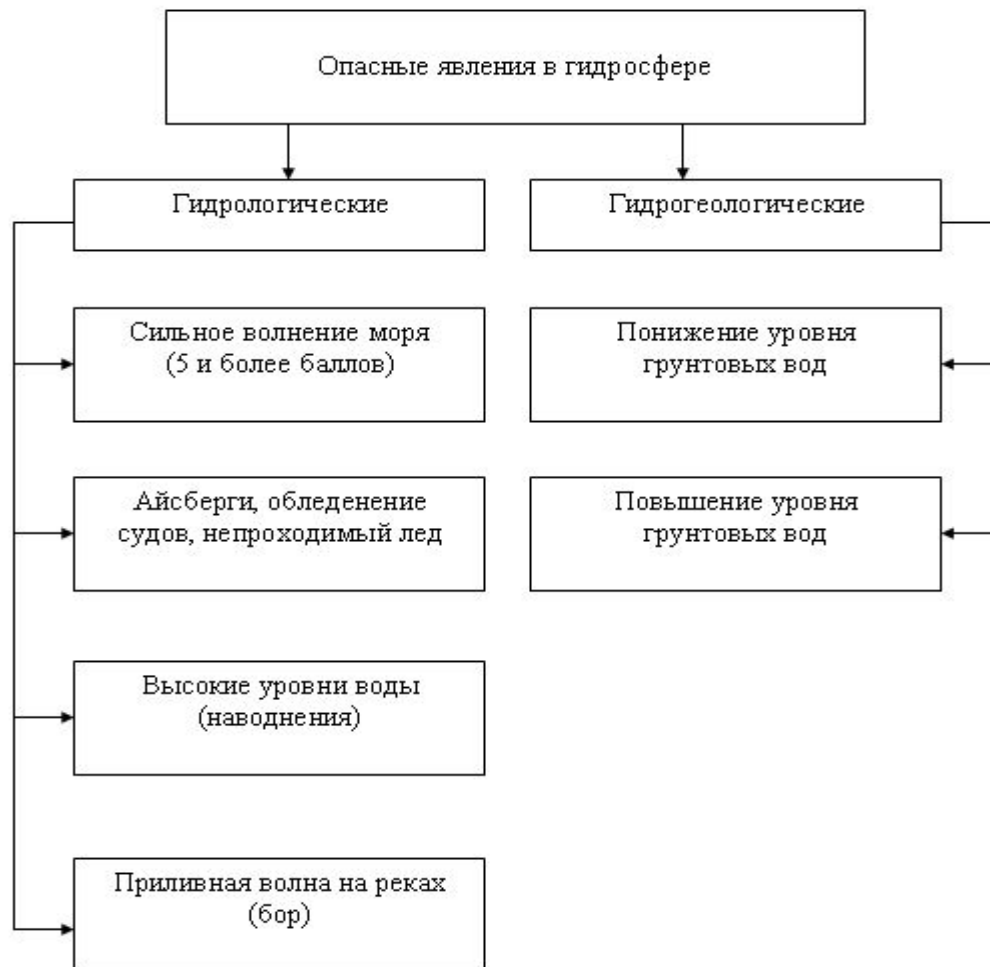 Опасные явления в гидросфере
Гидрологические
Гидрогеологические
Сильное волнение моря
(5 и более баллов)
Понижение уровня
грунтовых вод
Айсберги, обледенение
судов, непроходимый лед
Повышение уровня
грунтовых вод
Высокие уровни воды
(наводнения)
Приливная волна на реках
(бор)